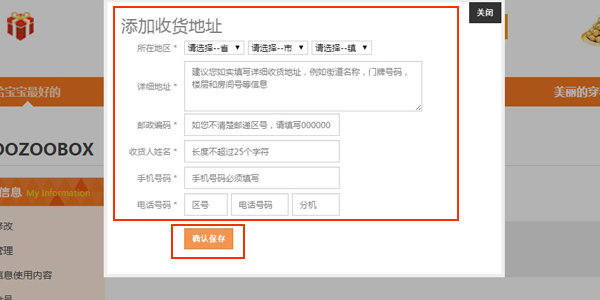 关闭
添加收货地址
所在地区 * 请选择--省 请选择--市 请选择--镇
详细地址 * 建议您如实填写详细收货地址，例如街道名称，门牌号码，
楼层和房间号等信息
邮政编码 * 如您不清楚邮递区号，请填写000000
收货人姓名 * 长度不超过25个字符
手机号码 * 手机号码必须填写
电话号码 * 区号 电话号码 分机
确认保存
合宝宝最好的
美丽的穿
OOZOOBOX
信息 My Information
修改
管理
信息使用内容